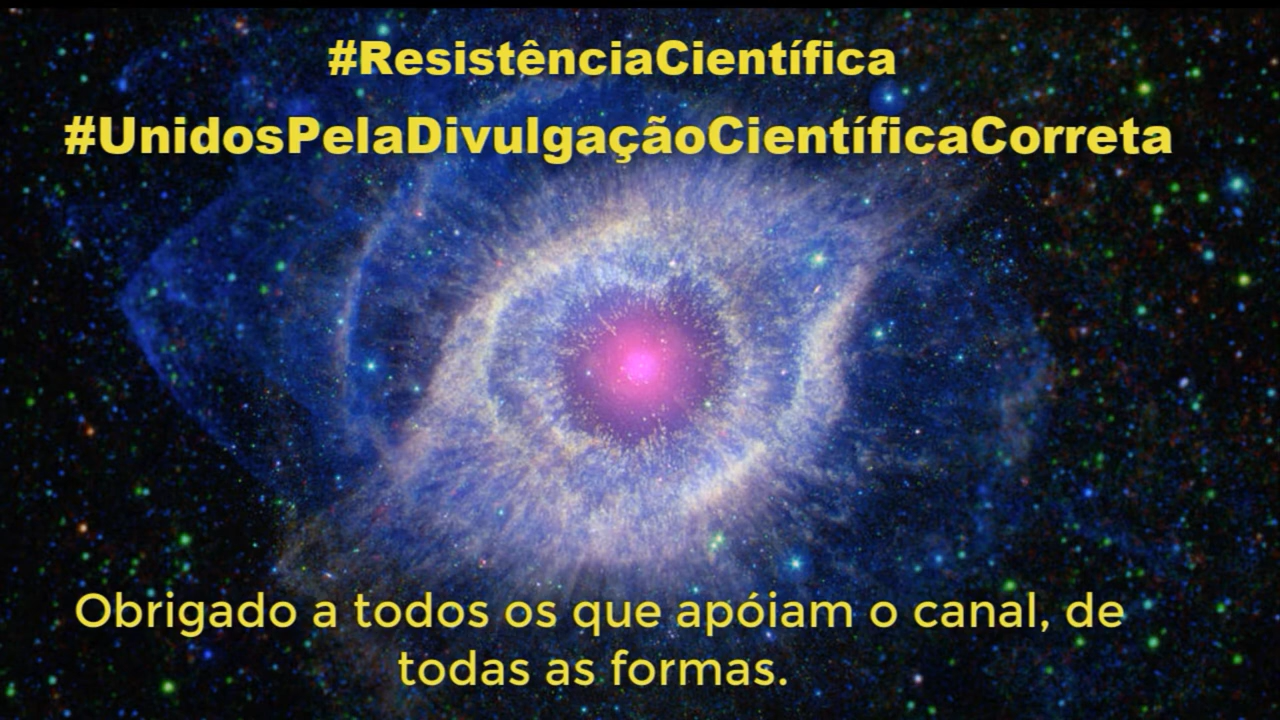 #ResistênciaCientífica
#UnidosPelaDivulgaçãoCientíficaCorreta
Obrigado a todos os que apóiam o canal, de
todas as formas.